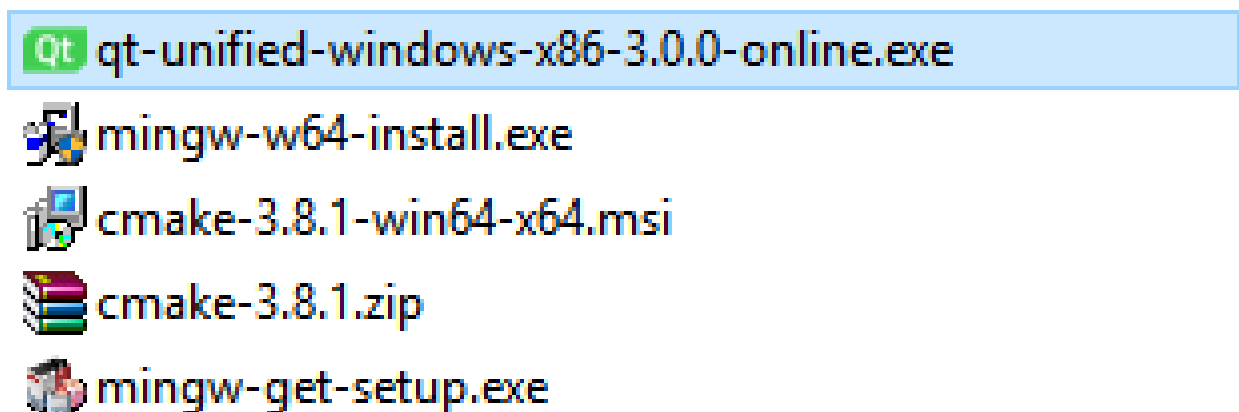 Qt qt-unified-windows-x86-3.0.0-online.exe
mingw-w64-install.exe
cmake-3.8.1-win64-x64.msi
cmake-3.8.1.zip
mingw-get-setup.exe